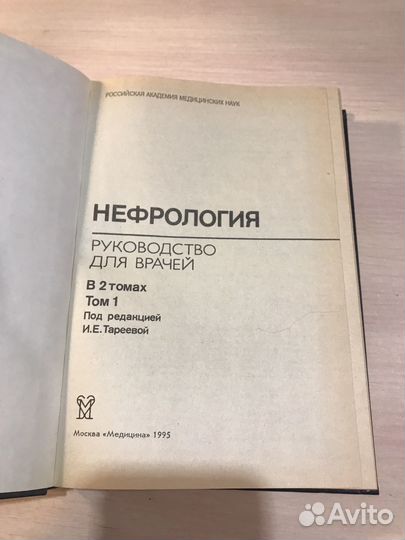 РОССИЙСКАЯ АКАДЕМИЯ МЕДИЦИНСКИХ НАУК
НЕФРОЛОГИЯ
РУКОВОДСТВО
ДЛЯ ВРАЧЕЙ
В 2 томах
Том 1
Под редакцией
И.Е.Тареевой
Москва «Медицина» 1995
Avito